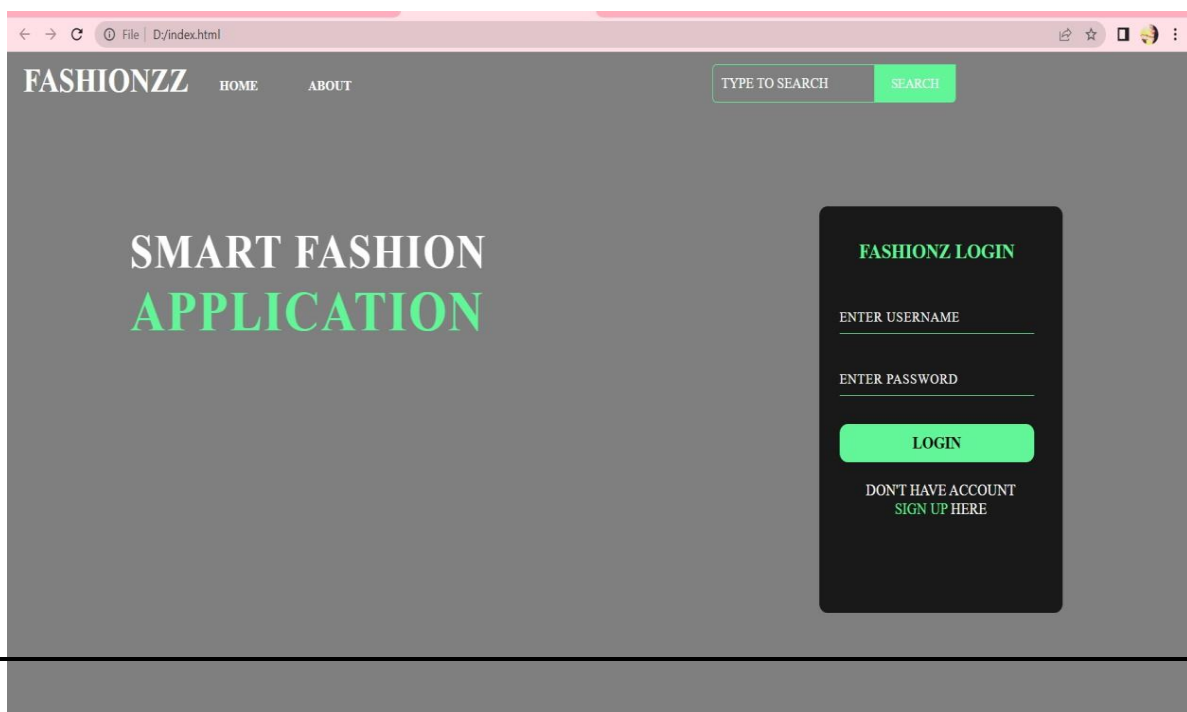 File | D:/index.html
FASHIONZZ HOME ABOUT TYPE TO SEARCH SEARCH
SMART FASHION
APPLICATION
FASHIONZ LOGIN
ENTER USERNAME
ENTER PASSWORD
LOGIN
DON'T HAVE ACCOUNT
SIGN UP HERE